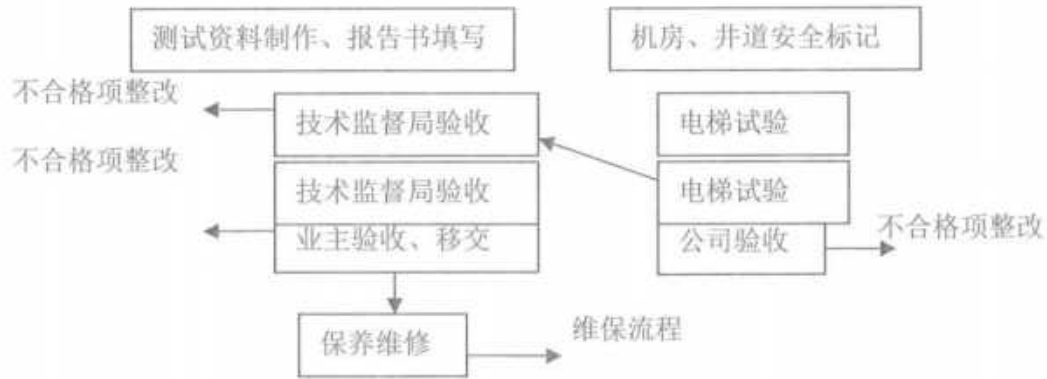 测试资料制作、报告书填写
机房、井道安全标记
不合格项整改
技术监督局验收
电梯试验
不合格项整改
技术监督局验收
电梯试验
业主验收、移交
公司验收
不合格项整改
保养维修
维保流程